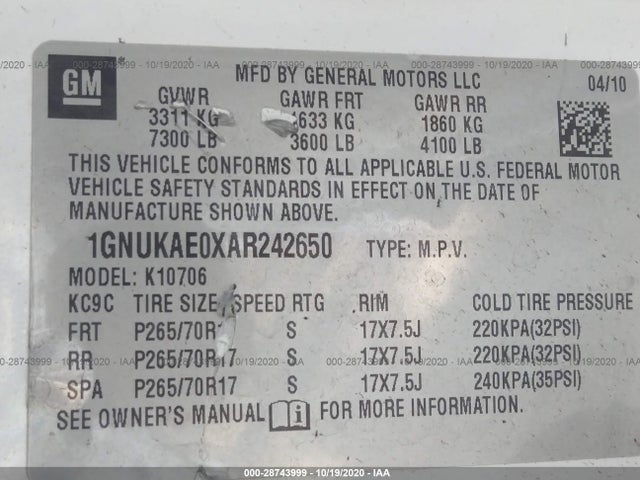 GM
MFD BY GENERAL MOTORS LLC 04/10
GVWR GAWR FRT GAWR RR
3311 KG 633 KG 1860 KG
7300 LB 3600 LB 4100 LB
THIS VEHICLE CONFORMS TO ALL APPLICABLE U.S. FEDERAL MOTOR
VEHICLE SAFETY STANDARDS IN EFFECT ON THE DATE OF
MANUFACTURE SHOWN ABOVE.
1GNUKAE0XAR242650 TYPE: M.P.V.
MODEL: K10706
KC9C TIRE SIZE SPEED RTG RIM COLD TIRE PRESSURE
FRT P265/70R S 17X7.5J 220KPA(32PSI)
RR P265/70R17 S 17X7.5J 220KPA(32PSI)
SPA P265/70R17 S 17X7.5J 240KPA(35PSI)
SEE OWNER'S MANUAL FOR MORE INFORMATION.
000-28743999 - 10/19/2020 - IAA